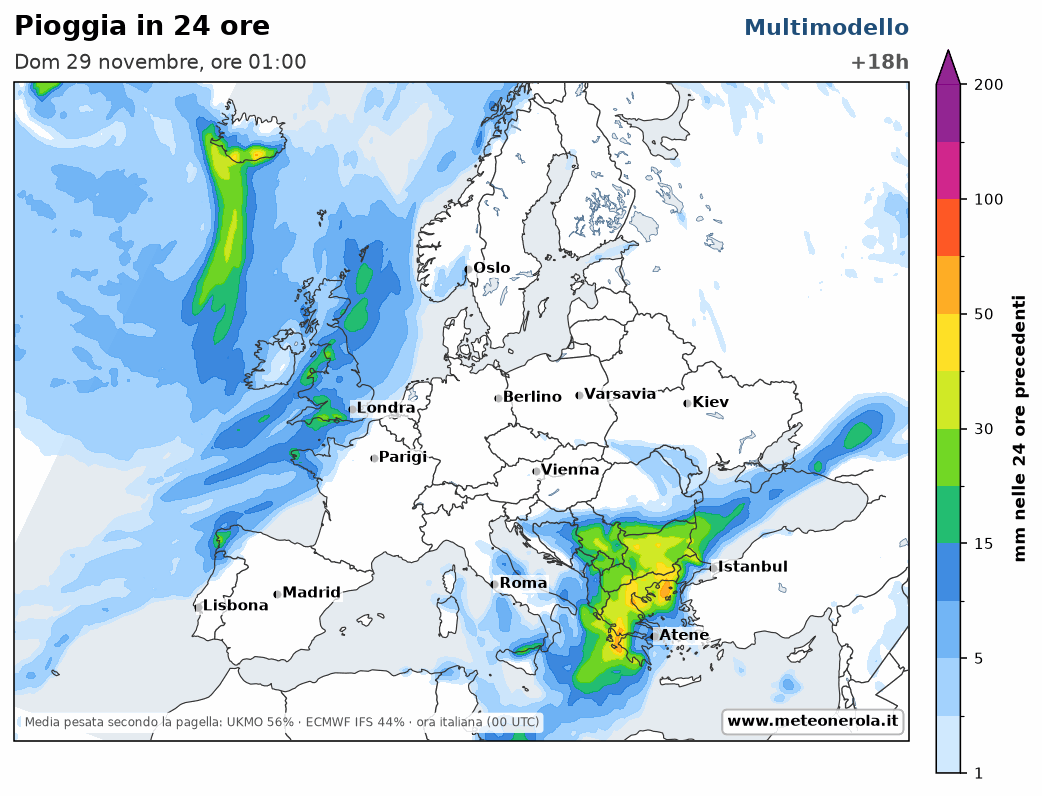 Pioggia in 24 ore
Multimodello
Dom 29 novembre, ore 01:00
+18h
200
100
50
30
15
5
1
mm nelle 24 ore precedenti
Oslo
Berlino
Varsavia
Kiev
Londra
Parigi
Vienna
Istanbul
Roma
Madrid
Lisbona
Atene
Media pesata secondo la pagella: UKMO 56% · ECMWF IFS 44% · ora italiana (00 UTC)
www.meteonerola.it